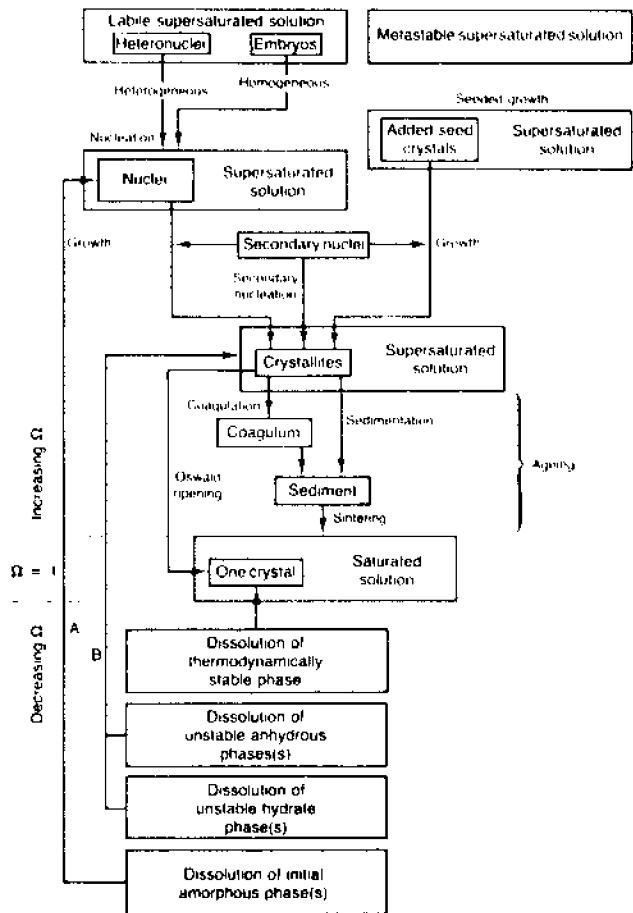 Labile supersaturated solution
Heteronuclei
Embryos
Metastable supersaturated solution
Heterogeneous
Homogeneous
Seeded growth
Nucleation
Added seed
crystals
Supersaturated
solution
Nuclei
Supersaturated
solution
Growth
Secondary nuclei
Growth
Secondary
nucleation
Crystallites
Supersaturated
solution
Coagulation
Sedimentation
Coagulum
Oswald
ripening
Sediment
Ageing
Sintering
Increasing Ω
Saturated
solution
One crystal
Ω = 1
Decreasing Ω
A
B
Dissolution of
thermodynamically
stable phase
Dissolution of
unstable anhydrous
phases(s)
Dissolution of
unstable hydrate
phase(s)
Dissolution of initial
amorphous phase(s)